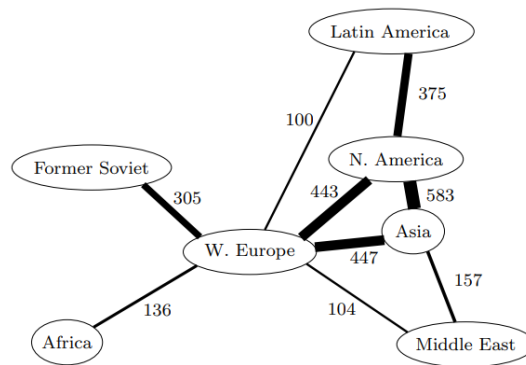 Latin America
375
100
N. America
Former Soviet
443
583
305
Asia
W. Europe
447
157
136
104
Africa
Middle East